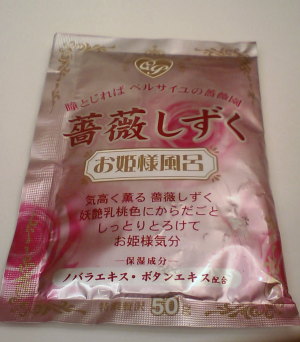 瞳とじれば ベルサイユの薔薇園
薔薇しずく
お姫様風呂
気高く薫る 薔薇しずく
妖艶乳桃色にからだごと
しっとりとろけて
お姫様気分
―保湿成分―
ノバラエキス・ボタンエキス配合
50